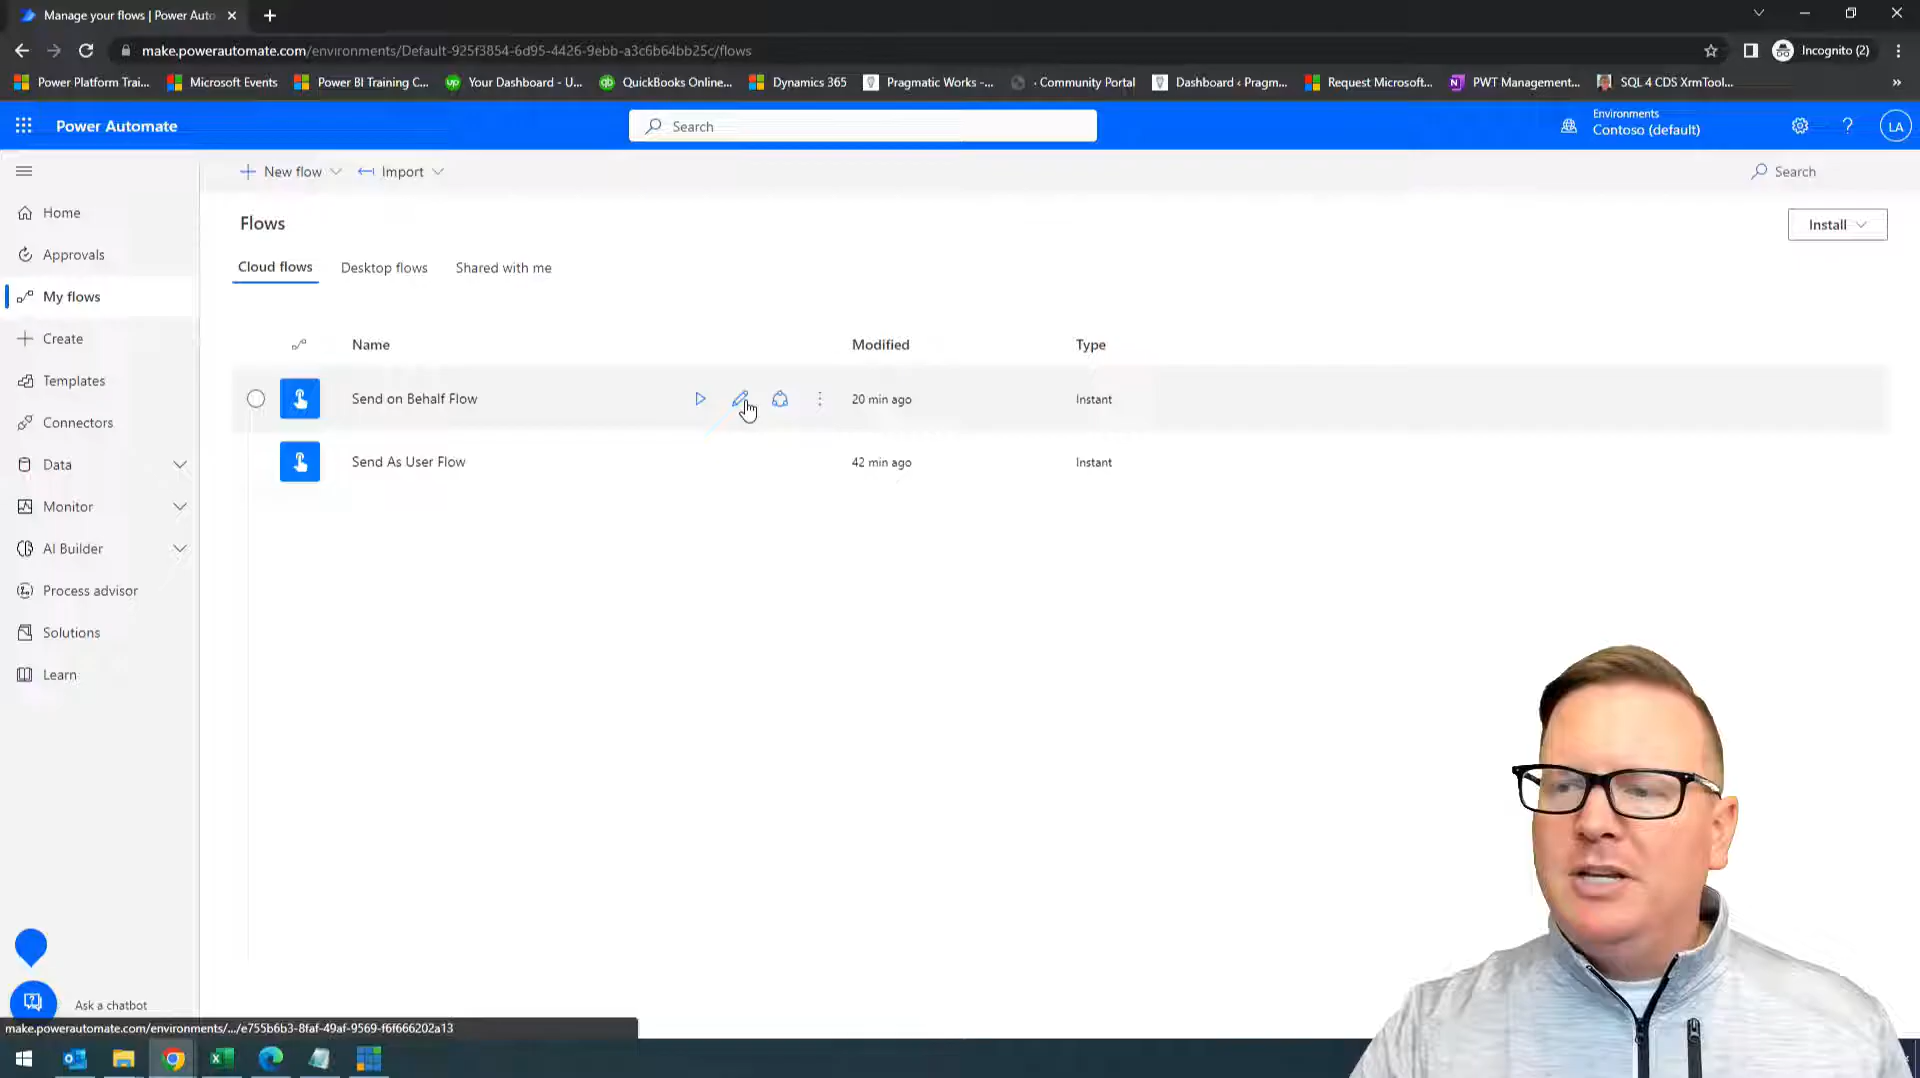 Manage your flows | Power Auto
make.powerautomate.com/environments/Default-925f3854-6d95-4426-9ebb-a3c6b64bb25c/flows
Incognito (2)
Power Platform Trai... Microsoft Events Power BI Training C... up Your Dashboard - U... qb QuickBooks Online... Dynamics 365 Pragmatic Works -... · Community Portal Dashboard ‹ Pragm... Request Microsoft... PWT Management... SQL 4 CDS XrmTool... »
Power Automate
Search
Environments
Contoso (default)
?
LA
New flow
Import
Search
Home
Approvals
My flows
Create
Templates
Connectors
Data
Monitor
AI Builder
Process advisor
Solutions
Learn
Flows
Install
Cloud flows Desktop flows Shared with me
Name Modified Type
Send on Behalf Flow 20 min ago Instant
Send As User Flow 42 min ago Instant
Ask a chatbot
make.powerautomate.com/environments/.../e755b6b3-8faf-49af-9569-f6f666202a13